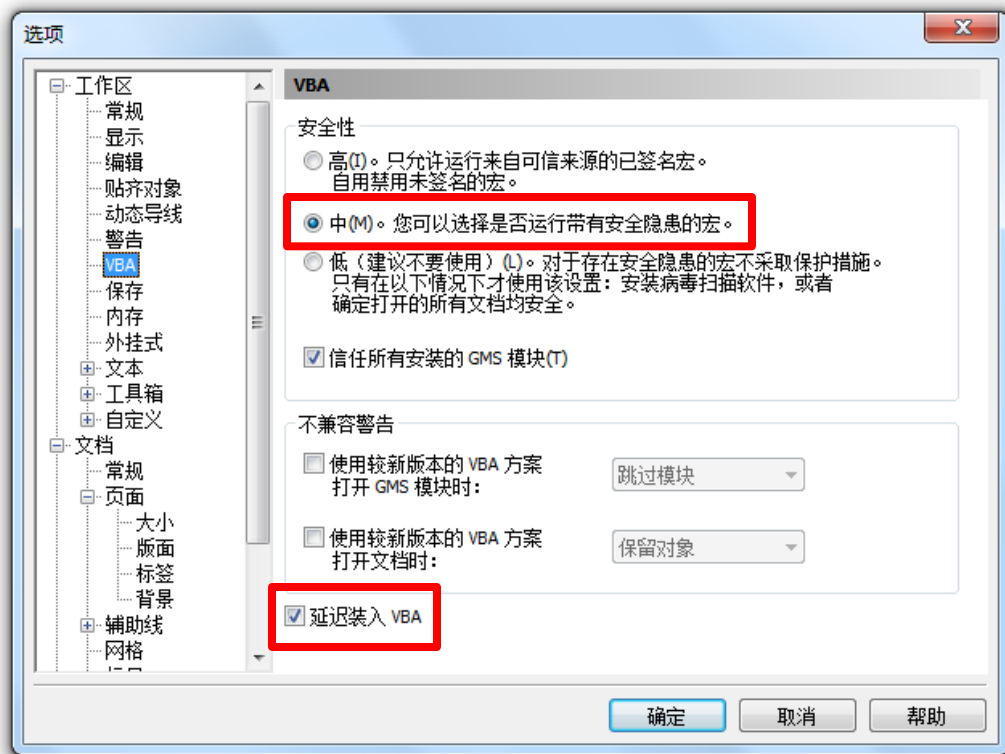 选项
工作区
常规
显示
编辑
贴齐对象
动态导线
警告
VBA
保存
内存
外挂式
文本
工具箱
自定义
文档
常规
页面
大小
版面
标签
背景
辅助线
网格
VBA
安全性
高(I)。只允许运行来自可信来源的已签名宏。
自用禁用未签名的宏。
中(M)。您可以选择是否运行带有安全隐患的宏。
低（建议不要使用）(L)。对于存在安全隐患的宏不采取保护措施。
只有在以下情况下才使用该设置：安装病毒扫描软件，或者
确定打开的所有文档均安全。
信任所有安装的 GMS 模块(T)
不兼容警告
使用较新版本的 VBA 方案
打开 GMS 模块时:
跳过模块
使用较新版本的 VBA 方案
打开文档时:
保留对象
延迟装入 VBA
确定
取消
帮助